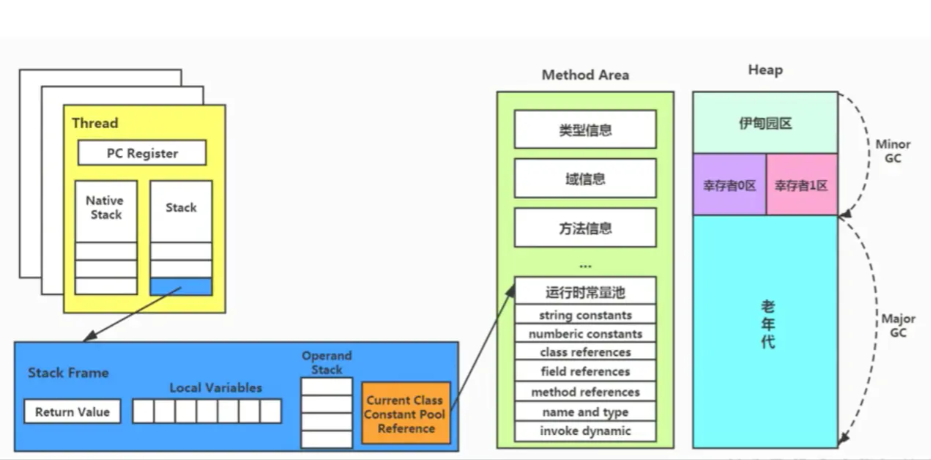 Thread
PC Register
Native
Stack
Stack
Stack Frame
Return Value
Local Variables
Operand
Stack
Current Class
Constant Pool
Reference
Method Area
类型信息
域信息
方法信息
...
运行时常量池
string constants
numberic constants
class references
field references
method references
name and type
invoke dynamic
Heap
伊甸园区
幸存者0区
幸存者1区
老
年
代
Minor
GC
Major
GC